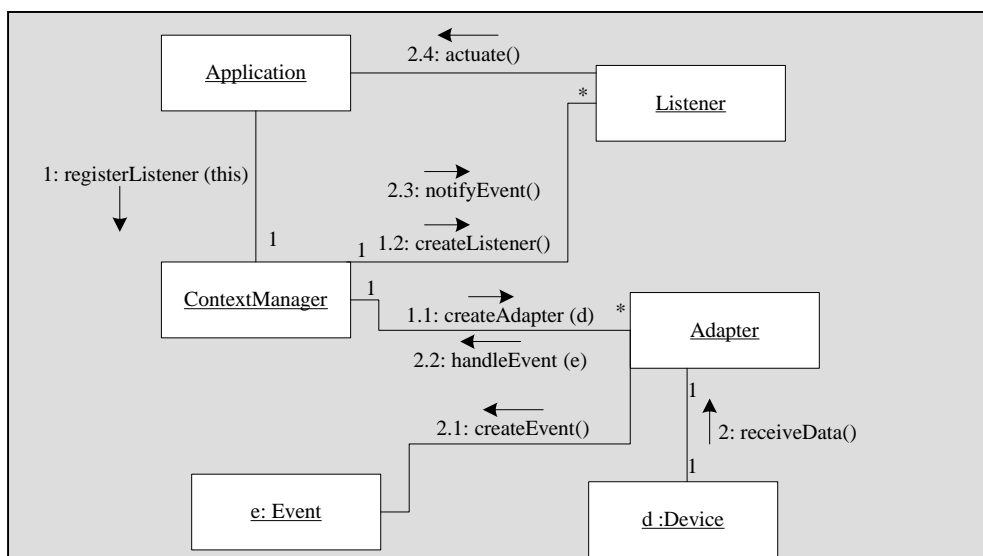 2.4: actuate()
Application
Listener
*
1: registerListener (this)
2.3: notifyEvent()
1
1
1.2: createListener()
ContextManager
1
1.1: createAdapter (d)
*
Adapter
2.2: handleEvent (e)
1
2.1: createEvent()
2: receiveData()
1
e: Event
d :Device